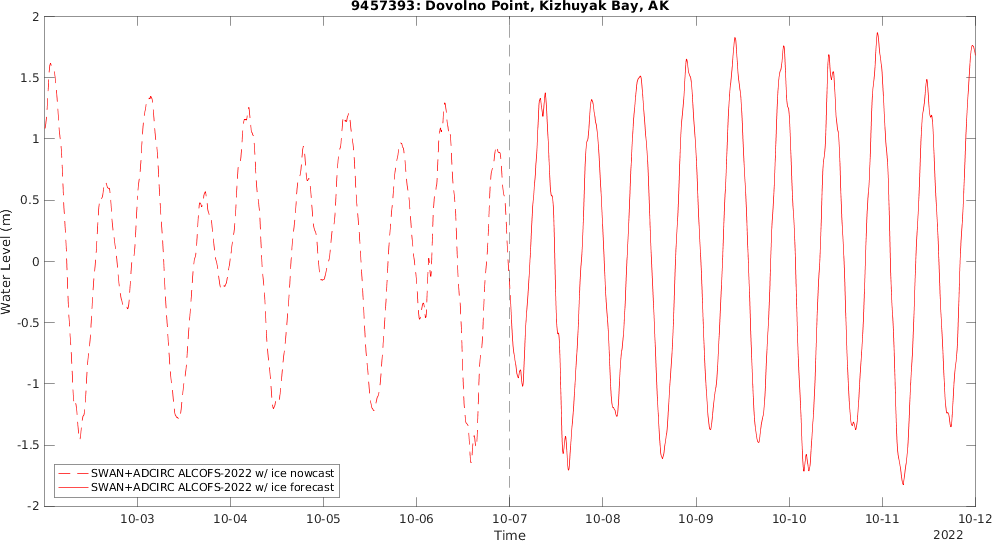 9457393: Dovolno Point, Kizhuyak Bay, AK
Water Level (m)
2
1.5
1
0.5
0
-0.5
-1
-1.5
-2
SWAN+ADCIRC ALCOFS-2022 w/ ice nowcast
SWAN+ADCIRC ALCOFS-2022 w/ ice forecast
10-03 10-04 10-05 10-06 10-07 10-08 10-09 10-10 10-11 10-12
Time
2022